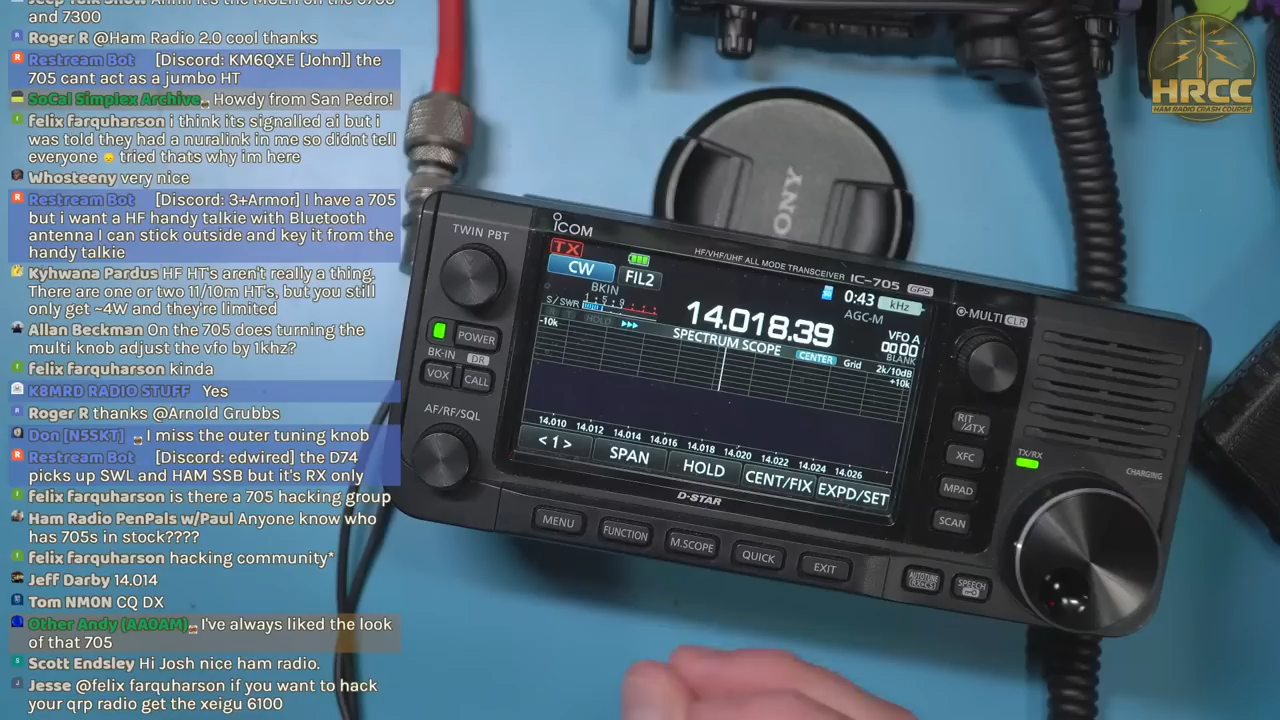 and 7300
Roger R @Ham Radio 2.0 cool thanks
Restream Bot [Discord: KM6QXE [John]] the
705 cant act as a jumbo HT
SoCal Simplex Archive Howdy from San Pedro!
felix farquharson i think its signalled ai but i
was told they had a nuralink in me so didnt tell
everyone tried thats why im here
Whosteeny very nice
Restream Bot [Discord: 3+Armor] I have a 705
but i want a HF handy talkie with Bluetooth
antenna I can stick outside and key it from the
handy talkie
Kyhwana Pardus HF HT's aren't really a thing.
There are one or two 11/10m HT's, but you still
only get ~4W and they're limited
Allan Beckman On the 705 does turning the
multi knob adjust the vfo by 1khz?
felix farquharson kinda
K8MRD RADIO STUFF Yes
Roger R thanks @Arnold Grubbs
Don [N5SKT] I miss the outer tuning knob
Restream Bot [Discord: edwired] the D74
picks up SWL and HAM SSB but it's RX only
felix farquharson is there a 705 hacking group
Ham Radio PenPals w/Paul Anyone know who
has 705s in stock????
felix farquharson hacking community*
Jeff Darby 14.014
Tom NM0N CQ DX
Other Andy (AA0AM) I've always liked the look
of that 705
Scott Endsley Hi Josh nice ham radio.
Jesse @felix farquharson if you want to hack
your qrp radio get the xeigu 6100
HRCC
HAM RADIO CRASH COURSE
SONY
ICOM
HF/VHF/UHF ALL MODE TRANSCEIVER IC-705 GPS
TWIN PBT
POWER
BK-IN
DR
VOX
CALL
AF/RF/SQL
TX
CW
FIL2
BKIN
0:43
kHz
AGC-M
S/SWR 1 5 9
14.018.39
VFO A
0000
BLANK
HOLD
SPECTRUM SCOPE
CENTER
Grid
2k/10dB
-10k
+10k
14.010 14.012 14.014 14.016 14.018 14.020 14.022 14.024 14.026
<1>
SPAN
HOLD
CENT/FIX
EXPD/SET
D-STAR
MENU
FUNCTION
M.SCOPE
QUICK
EXIT
MULTI CLR
RIT
XFC
TX/RX
MPAD
SCAN
CHARGING
AUTOTUNE
SPEECH